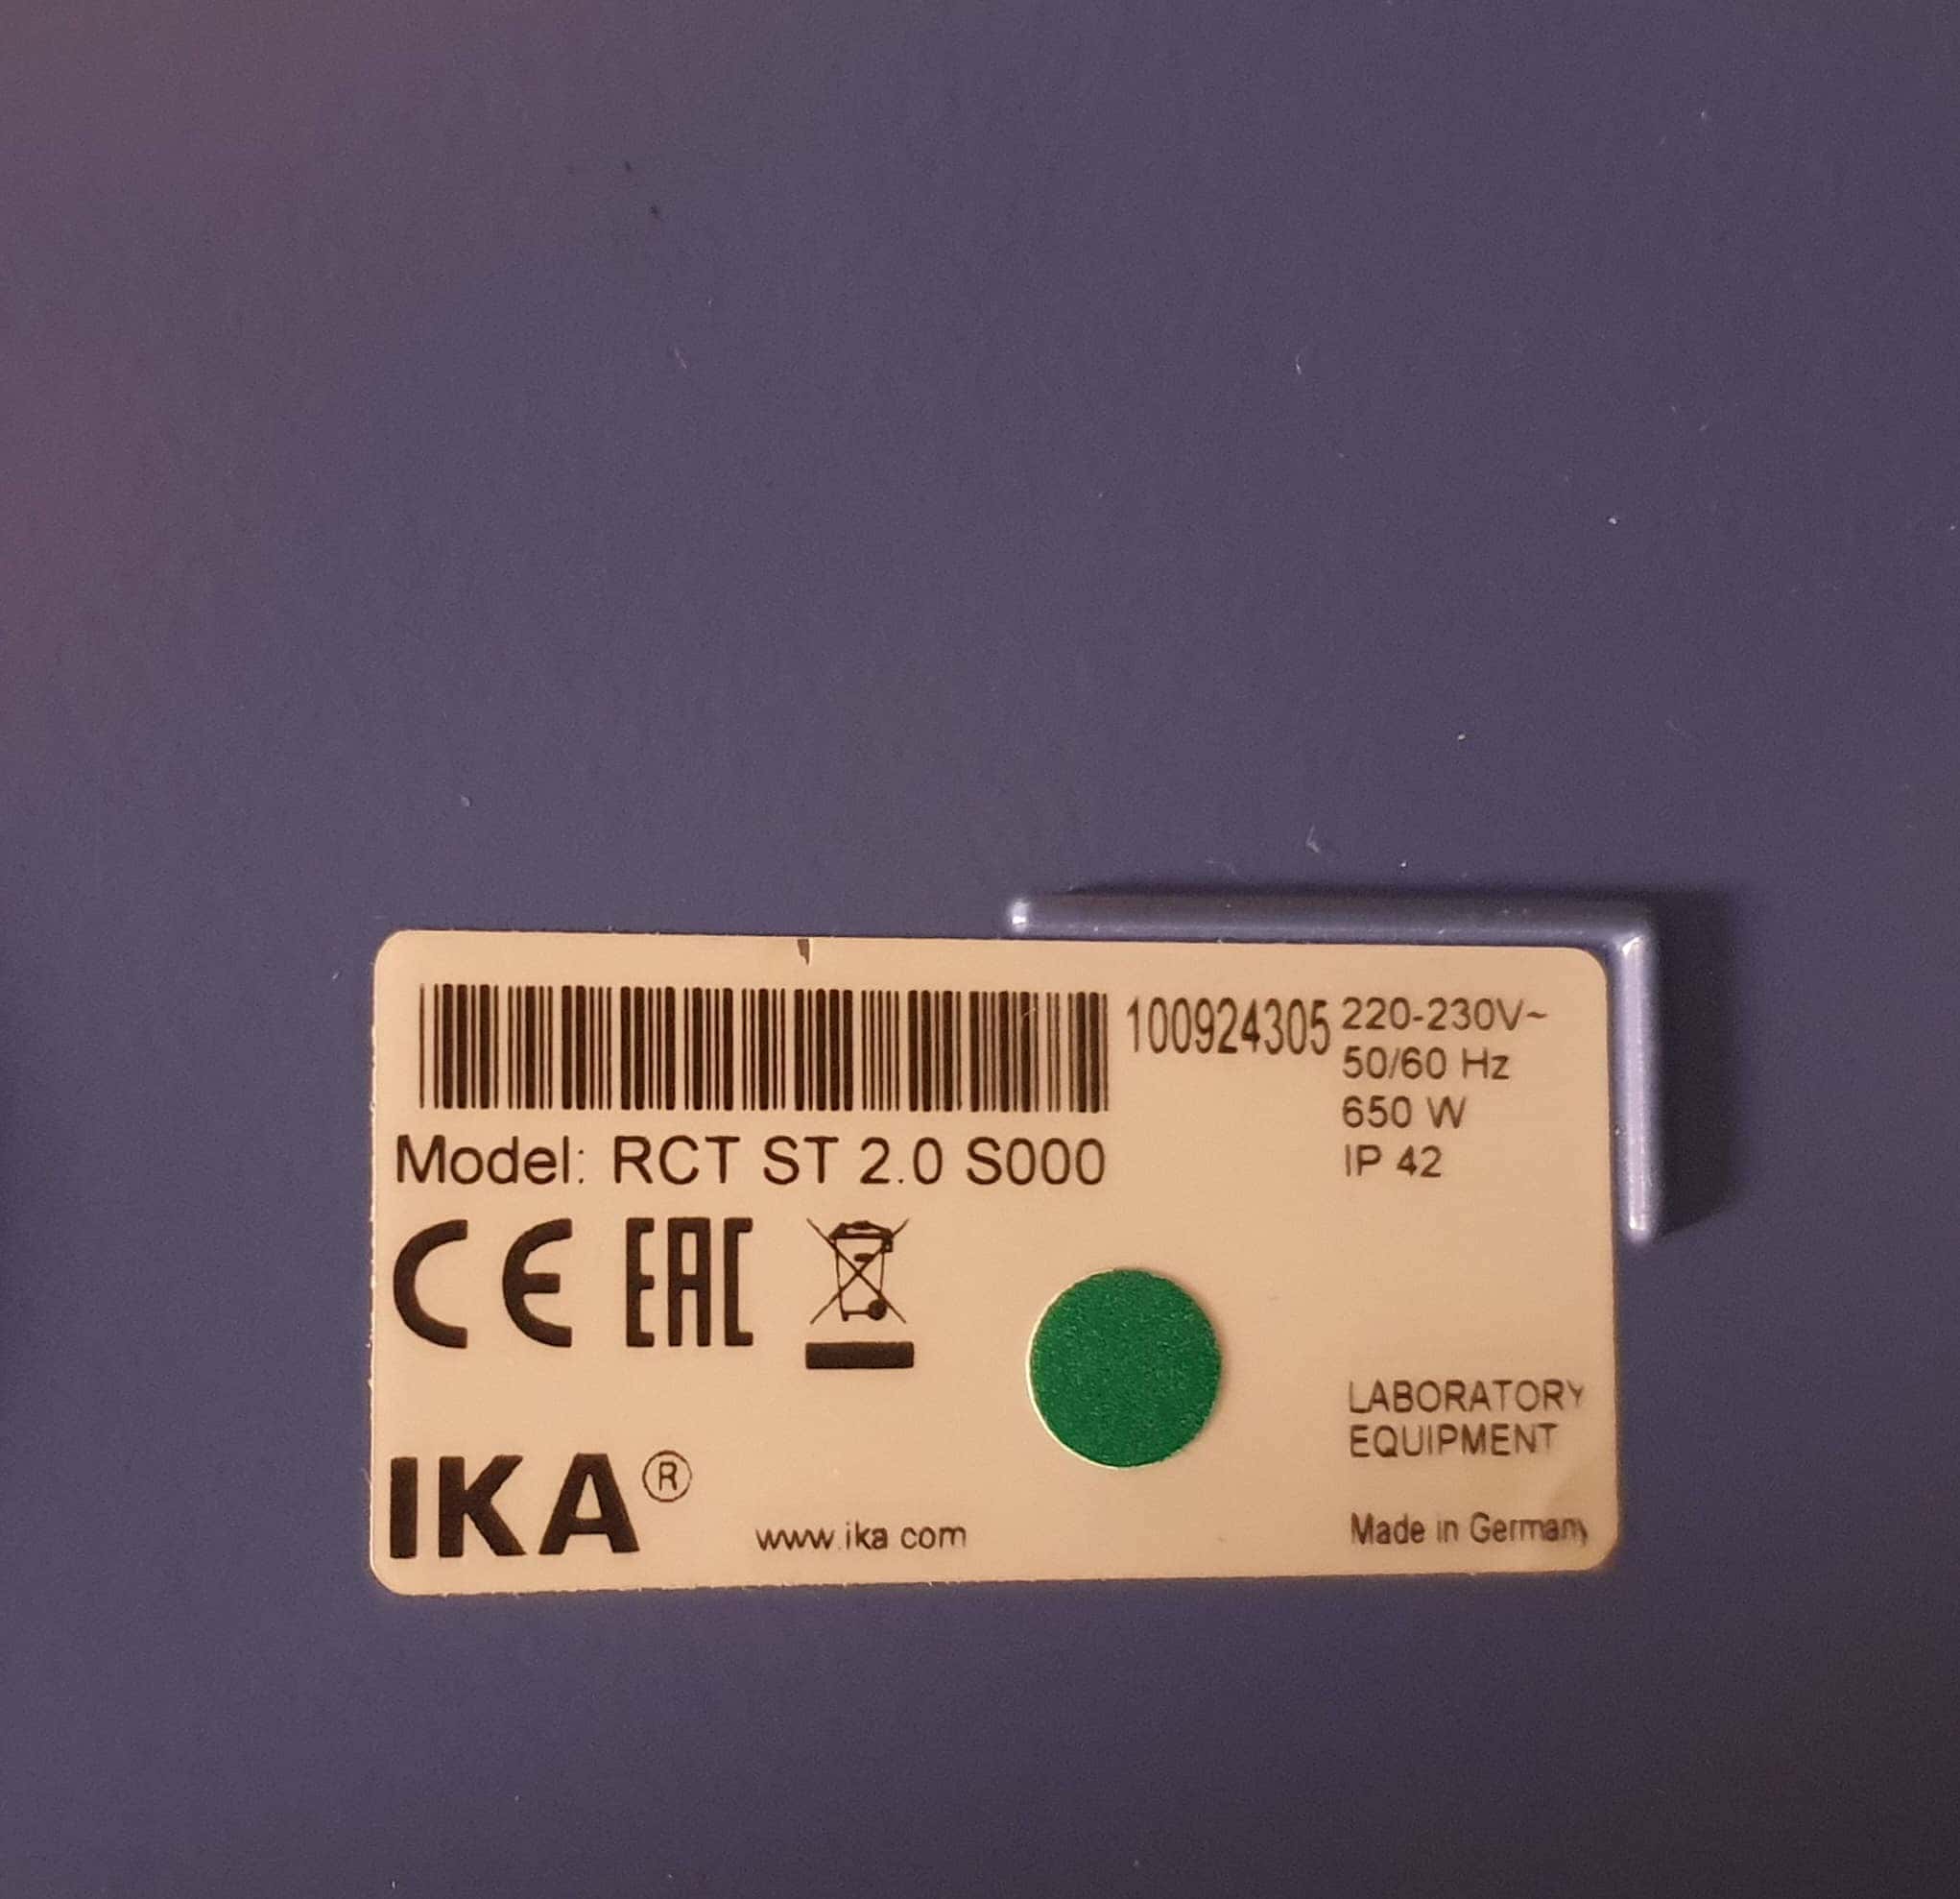 100924305
220-230V~
50/60 Hz
650 W
IP 42
Model: RCT ST 2.0 S000
CE EAC
LABORATORY
EQUIPMENT
IKA®
www.ika.com
Made in Germany